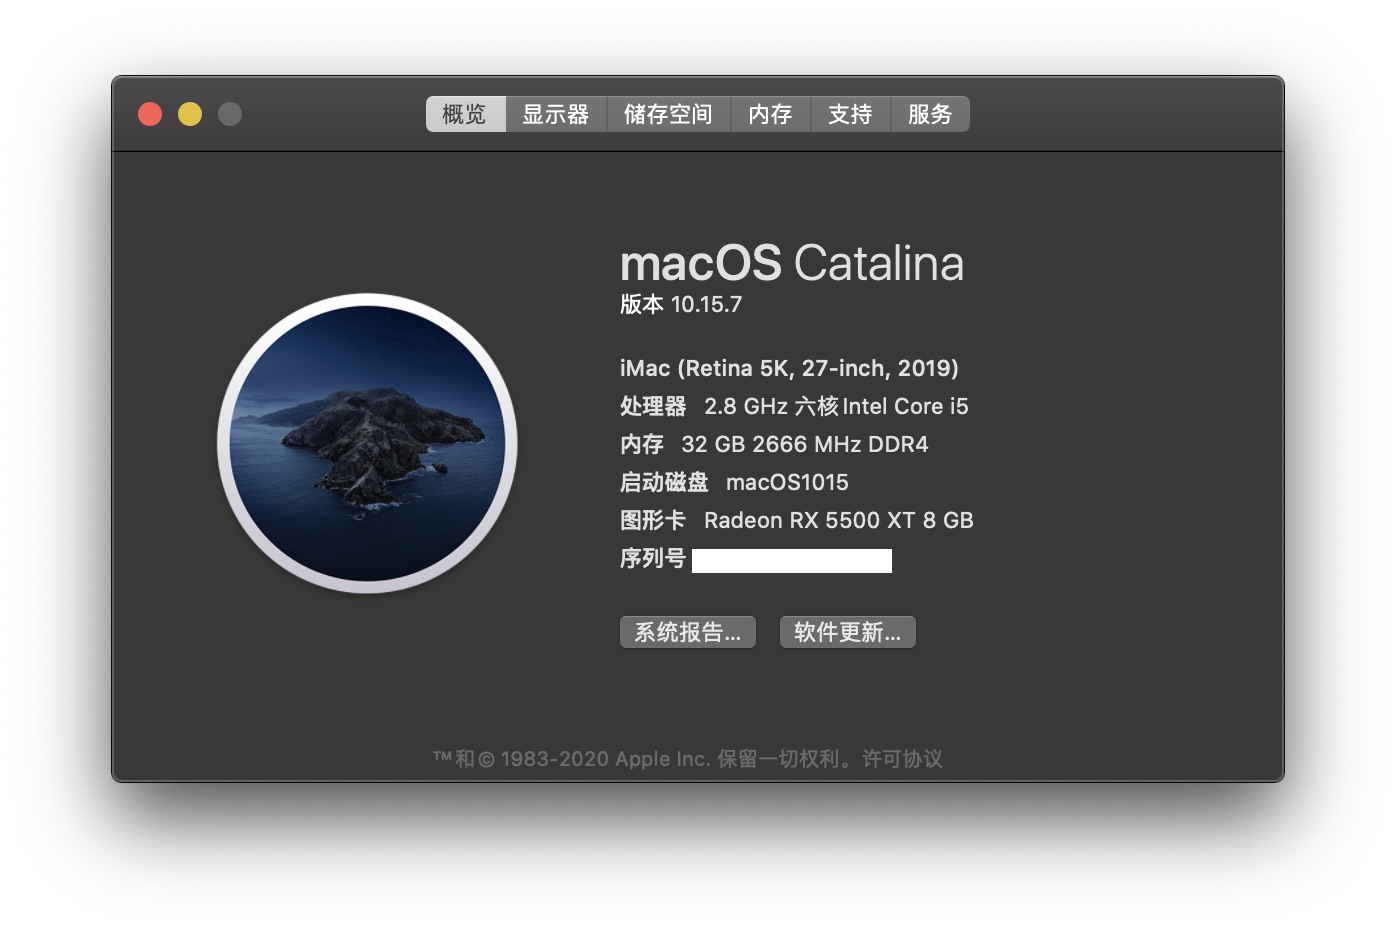 概览 显示器 储存空间 内存 支持 服务
macOS Catalina
版本 10.15.7
iMac (Retina 5K, 27-inch, 2019)
处理器 2.8 GHz 六核Intel Core i5
内存 32 GB 2666 MHz DDR4
启动磁盘 macOS1015
图形卡 Radeon RX 5500 XT 8 GB
序列号
系统报告... 软件更新...
™和© 1983-2020 Apple Inc. 保留一切权利。许可协议